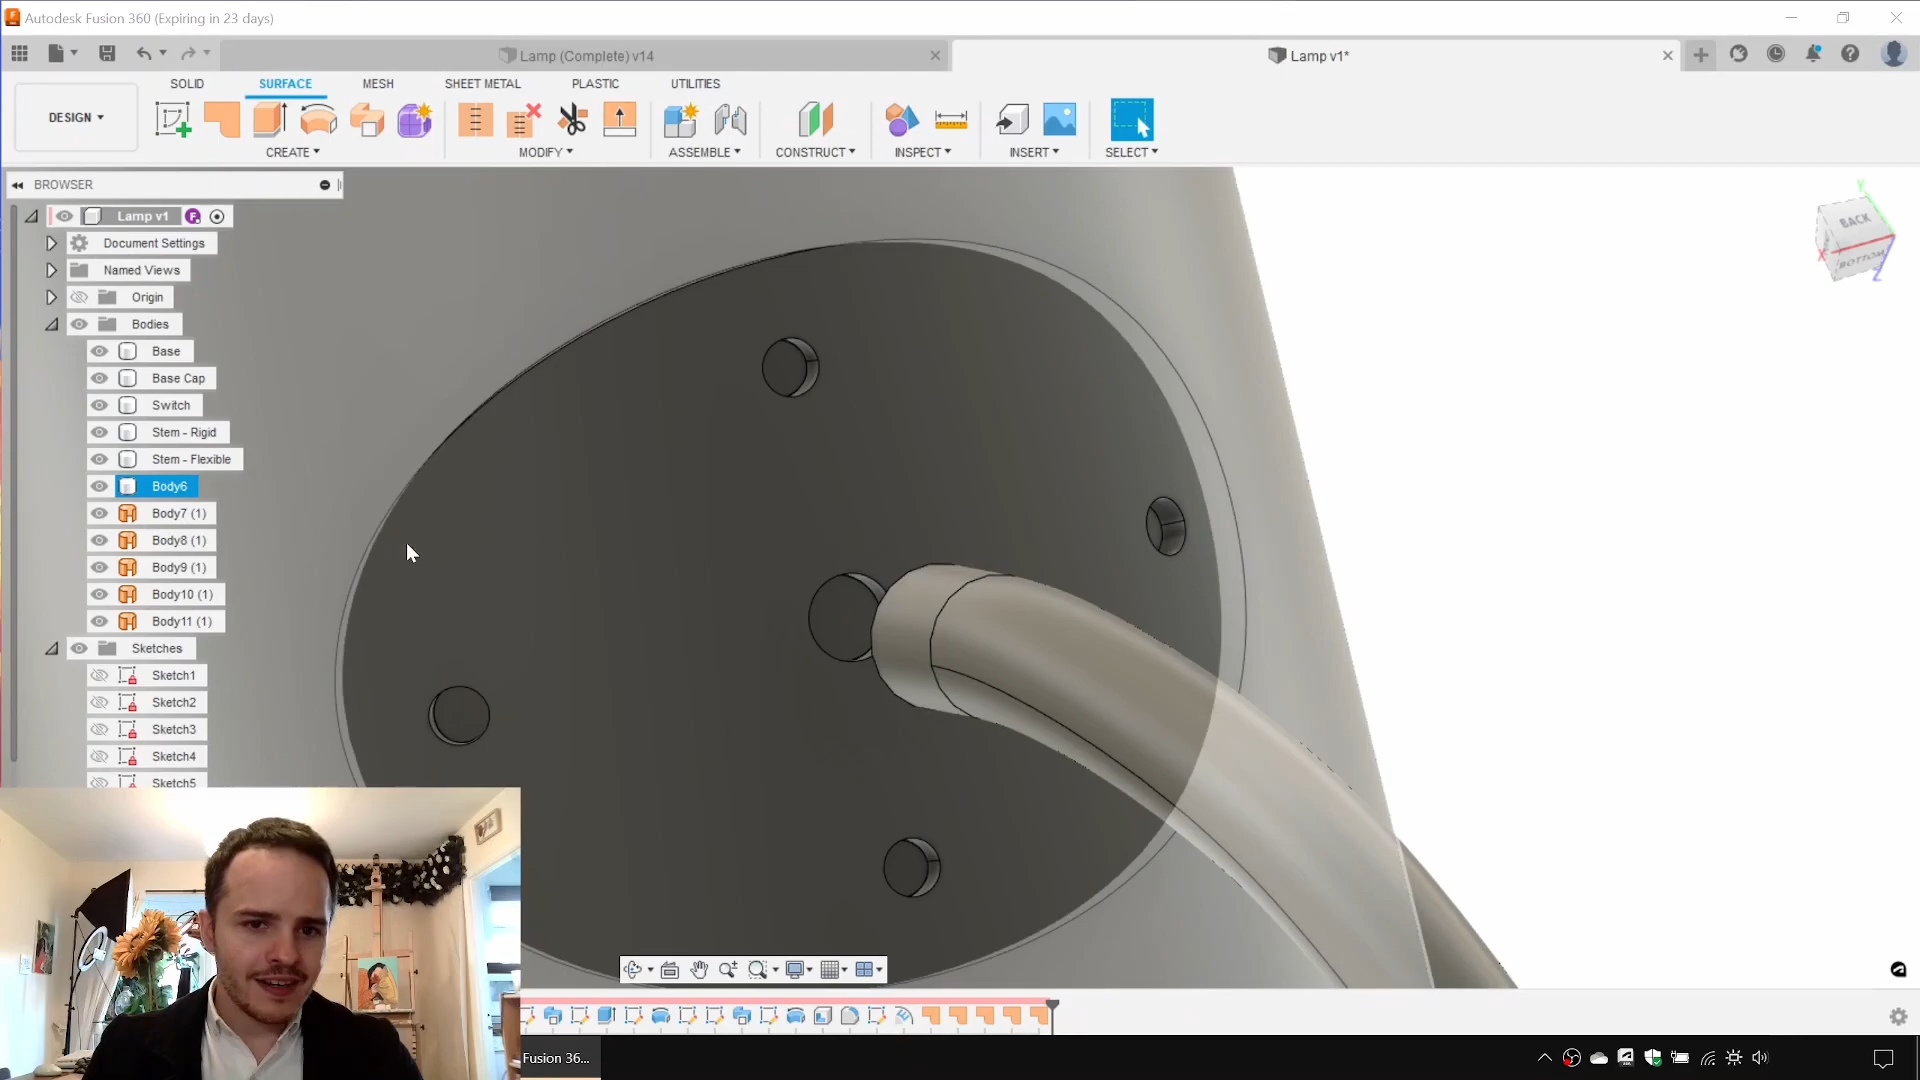 Autodesk Fusion 360 (Expiring in 23 days)
Lamp (Complete) v14
Lamp v1*
SOLID
SURFACE
MESH
SHEET METAL
PLASTIC
UTILITIES
DESIGN
CREATE
MODIFY
ASSEMBLE
CONSTRUCT
INSPECT
INSERT
SELECT
BROWSER
Lamp v1
Document Settings
Named Views
Origin
Bodies
Base
Base Cap
Switch
Stem - Rigid
Stem - Flexible
Body6
Body7 (1)
Body8 (1)
Body9 (1)
Body10 (1)
Body11 (1)
Sketches
Sketch1
Sketch2
Sketch3
Sketch4
Sketch5
BACK
BOTTOM
X
Y
Z
Fusion 36...